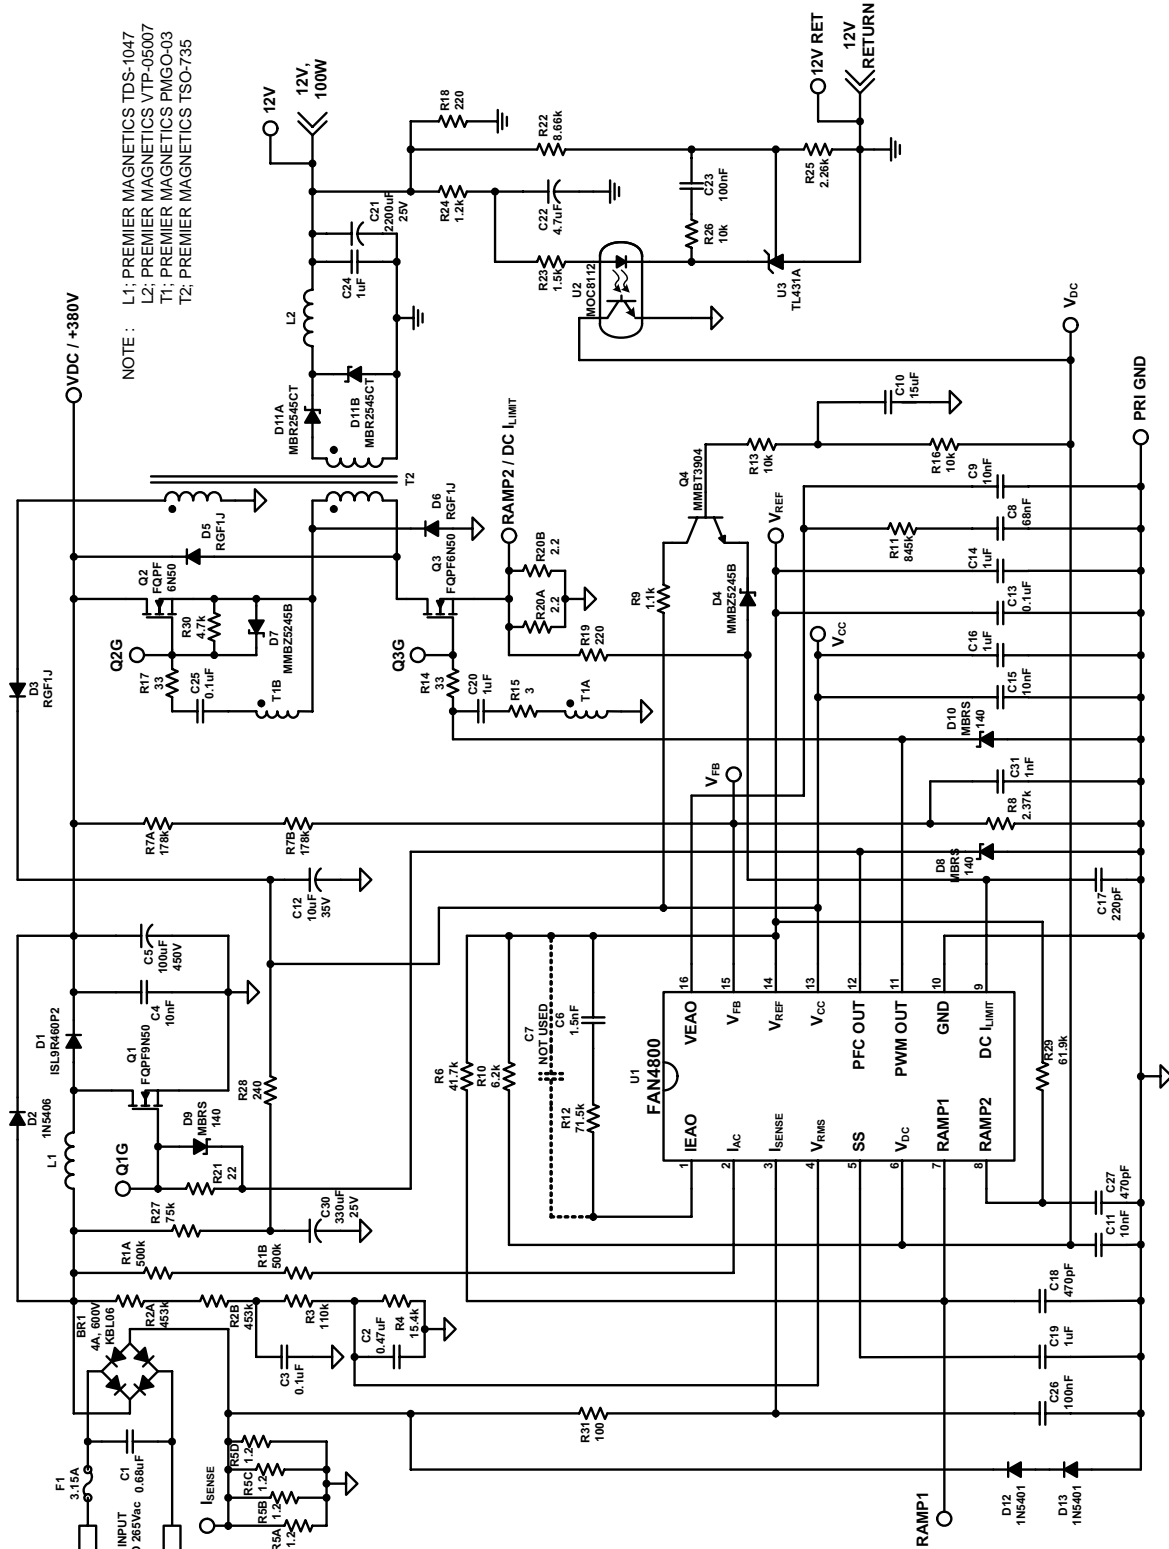 NOTE :
L1; PREMIER MAGNETICS TDS-1047
L2; PREMIER MAGNETICS VTP-05007
T1; PREMIER MAGNETICS PMGO-03
T2; PREMIER MAGNETICS TSO-735
INPUT
265Vac
F1
3.15A
C1
0.68uF
BR1
4A, 600V
KBL06
ISENSE
R5A
1.2
R5B
1.2
R5C
1.2
R5D
1.2
R2A
453k
R2B
453k
R3
110k
R4
15.4k
C3
0.1uF
C2
0.47uF
R1A
500k
R1B
500k
R27
75k
C30
330uF
25V
L1
D2
1N5406
Q1G
R21
22
D9
MBRS
140
Q1
FQPF9N50
D1
ISL9R460P2
C4
10nF
C5
100uF
450V
R28
240
C12
10uF
35V
R7A
178k
R7B
178k
D3
RGF1J
VDC / +380V
Q2G
R17
33
C25
0.1uF
T1B
R30
4.7k
D7
MMBZ5245B
Q2
FQPF
6N50
D5
RGF1J
T2
Q3G
R14
33
C20
1uF
R15
3
T1A
Q3
FQPF6N50
D6
RGF1J
RAMP2 / DC ILIMIT
R20A
2.2
R20B
2.2
R19
220
D11A
MBR2545CT
D11B
MBR2545CT
L2
C24
1uF
C21
2200uF
25V
12V
12V,
100W
R24
1.2k
R18
220
R22
8.66k
C22
4.7uF
R23
1.5k
U2
MOC8112
R26
10k
C23
100nF
U3
TL431A
R25
2.26k
12V RET
12V
RETURN
R9
1.1k
D4
MMBZ5245B
Q4
MMBT3904
R13
10k
R16
10k
C10
15uF
VDC
VREF
VCC
VFB
R11
845k
C8
68nF
C9
10nF
C14
1uF
C13
0.1uF
C16
1uF
C15
10nF
D10
MBRS
140
C31
1nF
R8
2.37k
D8
MBRS
140
C17
220pF
PRI GND
R6
41.7k
R10
6.2k
C7
NOT USED
C6
1.5nF
R12
71.5k
U1
FAN4800
1
IEAO
2
IAC
3
ISENSE
4
VRMS
5
SS
6
VDC
7
RAMP1
8
RAMP2
16
VEAO
15
VFB
14
VREF
13
VCC
12
PFC OUT
11
PWM OUT
10
GND
9
DC ILIMIT
R29
61.9k
R31
100
C26
100nF
C19
1uF
C18
470pF
C11
10nF
C27
470pF
RAMP1
D12
1N5401
D13
1N5401